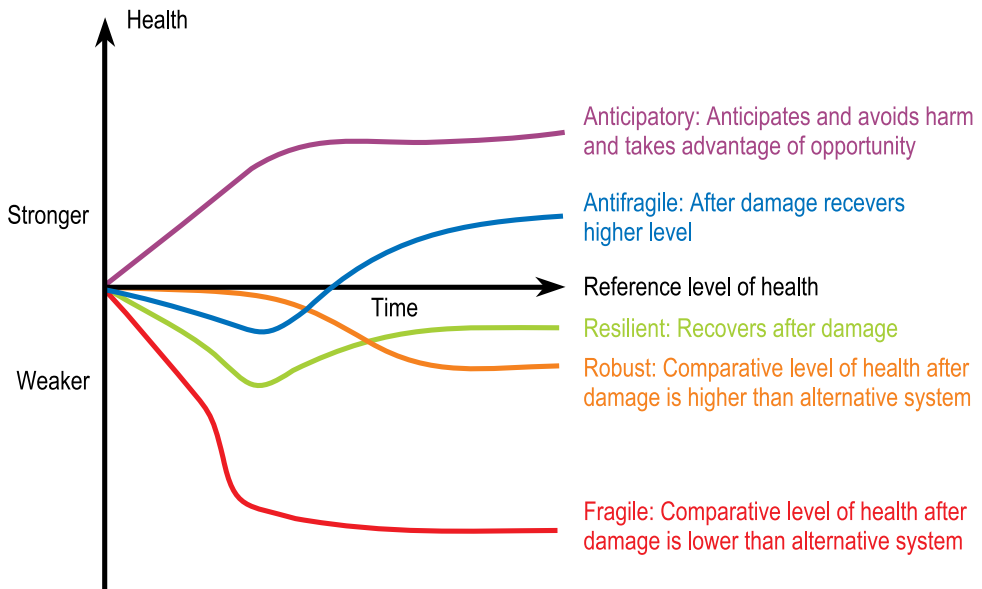 Health
Anticipatory: Anticipates and avoids harm
and takes advantage of opportunity
Stronger
Antifragile: After damage recevers
higher level
Reference level of health
Time
Resilient: Recovers after damage
Weaker
Robust: Comparative level of health after
damage is higher than alternative system
Fragile: Comparative level of health after
damage is lower than alternative system